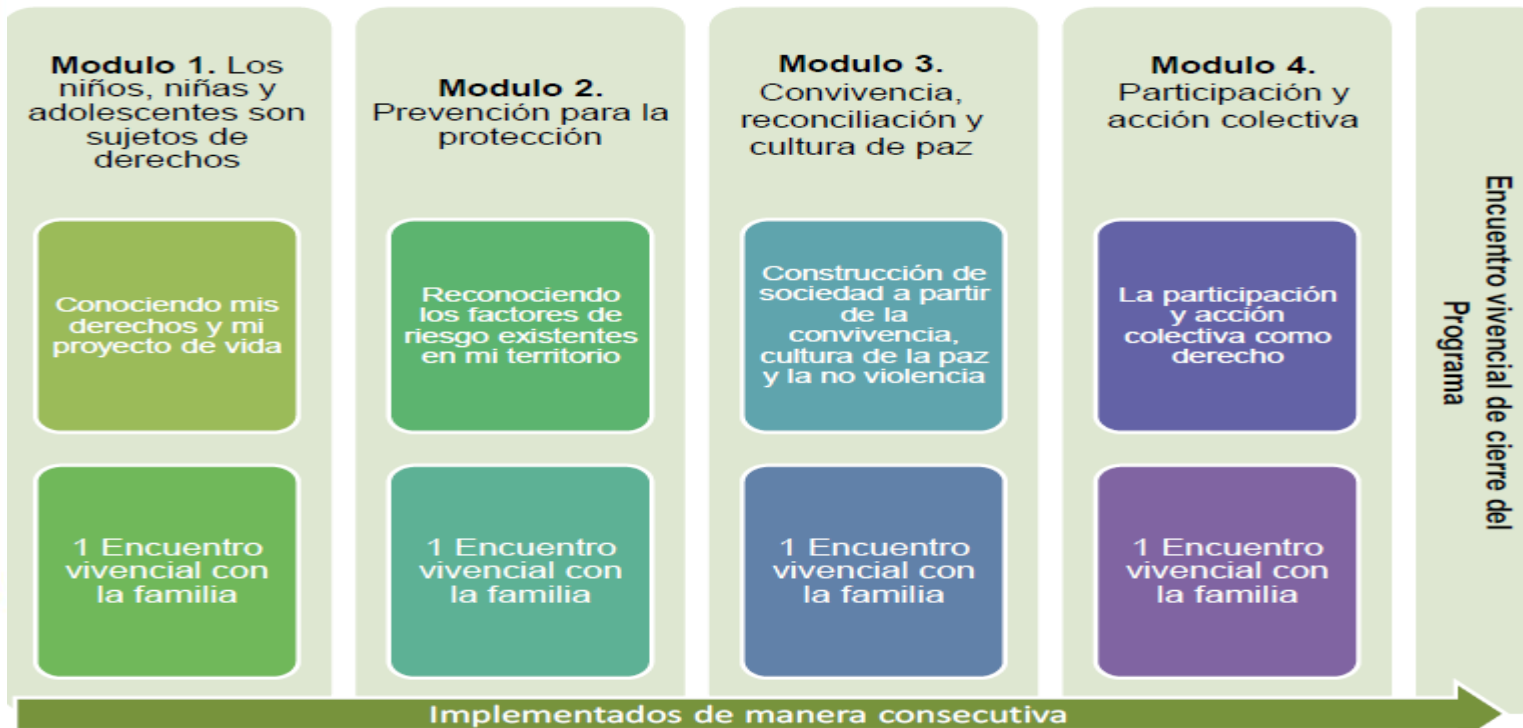 Modulo 1. Los
niños, niñas y
adolescentes son
sujetos de
derechos
Conociendo mis
derechos y mi
proyecto de vida
1 Encuentro
vivencial con
la familia
Modulo 2.
Prevención para la
protección
Reconociendo
los factores de
riesgo existentes
en mi territorio
1 Encuentro
vivencial con
la familia
Modulo 3.
Convivencia,
reconciliación y
cultura de paz
Construcción de
sociedad a partir
de la
convivencia,
cultura de la paz
y la no violencia
1 Encuentro
vivencial con
la familia
Modulo 4.
Participación y
acción colectiva
La participación
y acción
colectiva como
derecho
1 Encuentro
vivencial con
la familia
Encuentro vivencial de cierre del
Programa
Implementados de manera consecutiva